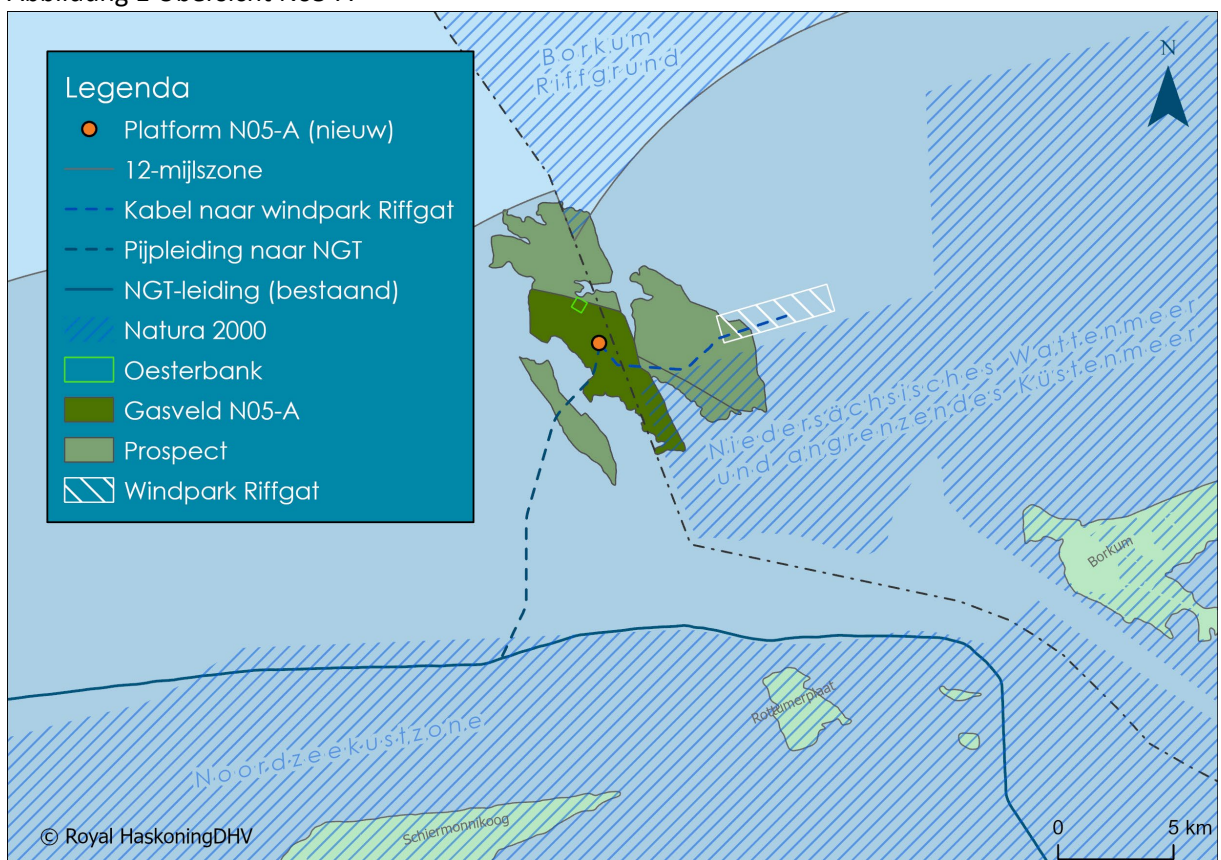 Abbildung 1 Übersicht N05-A
Borkum
Riffgrund
N
Legenda
Platform N05-A (nieuw)
12-mijlszone
Kabel naar windpark Riffgat
Pijpleiding naar NGT
NGT-leiding (bestaand)
Natura 2000
Oesterbank
Gasveld N05-A
Prospect
Windpark Riffgat
Niedersächsisches Wattenmeer
und angrenzendes Küstenmeer
Borkum
Rottumerplaat
Noordzeekustzone
Schiermonnikoog
© Royal HaskoningDHV
0 5 km